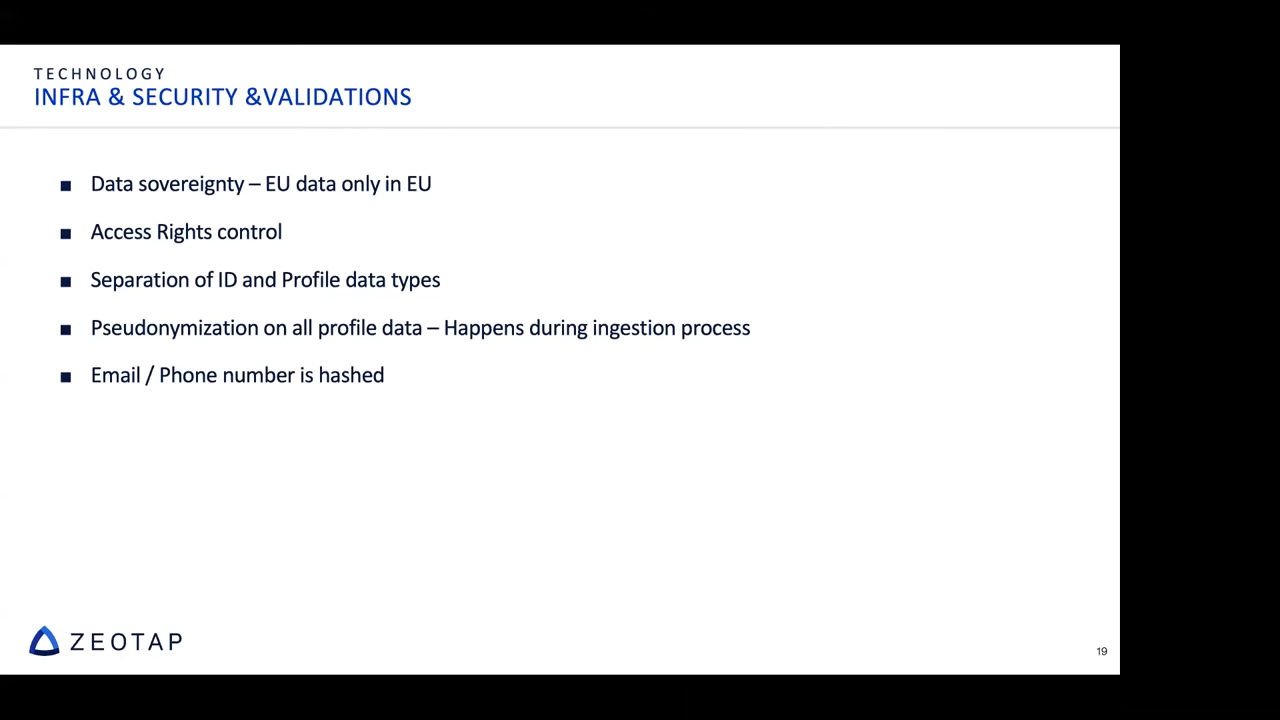 TECHNOLOGY
INFRA & SECURITY &VALIDATIONS
■ Data sovereignty – EU data only in EU
■ Access Rights control
■ Separation of ID and Profile data types
■ Pseudonymization on all profile data – Happens during ingestion process
■ Email / Phone number is hashed
ZEOTAP
19